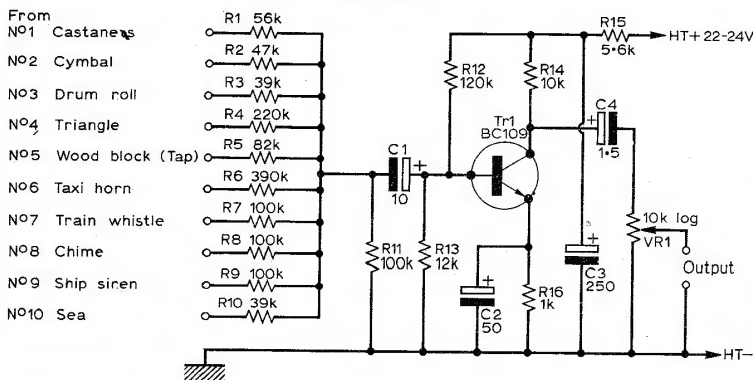 From
Nº1 Castanets
R1 56k
Nº2 Cymbal
R2 47k
Nº3 Drum roll
R3 39k
Nº4 Triangle
R4 220k
Nº5 Wood block (Tap)
R5 82k
Nº6 Taxi horn
R6 390k
Nº7 Train whistle
R7 100k
Nº8 Chime
R8 100k
Nº9 Ship siren
R9 100k
Nº10 Sea
R10 39k
R11
100k
C1
+
10
R13
12k
R12
120k
Tr1
BC109
R14
10k
R15
5·6k
HT+ 22-24V
+
C4
1·5
+
C2
50
R16
1k
+
C3
250
10k log
VR1
Output
HT-